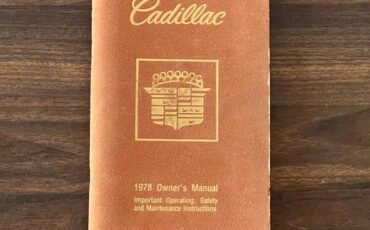 Cadillac
1978 Owner's Manual
Important Operating, Safety
and Maintenance Instructions